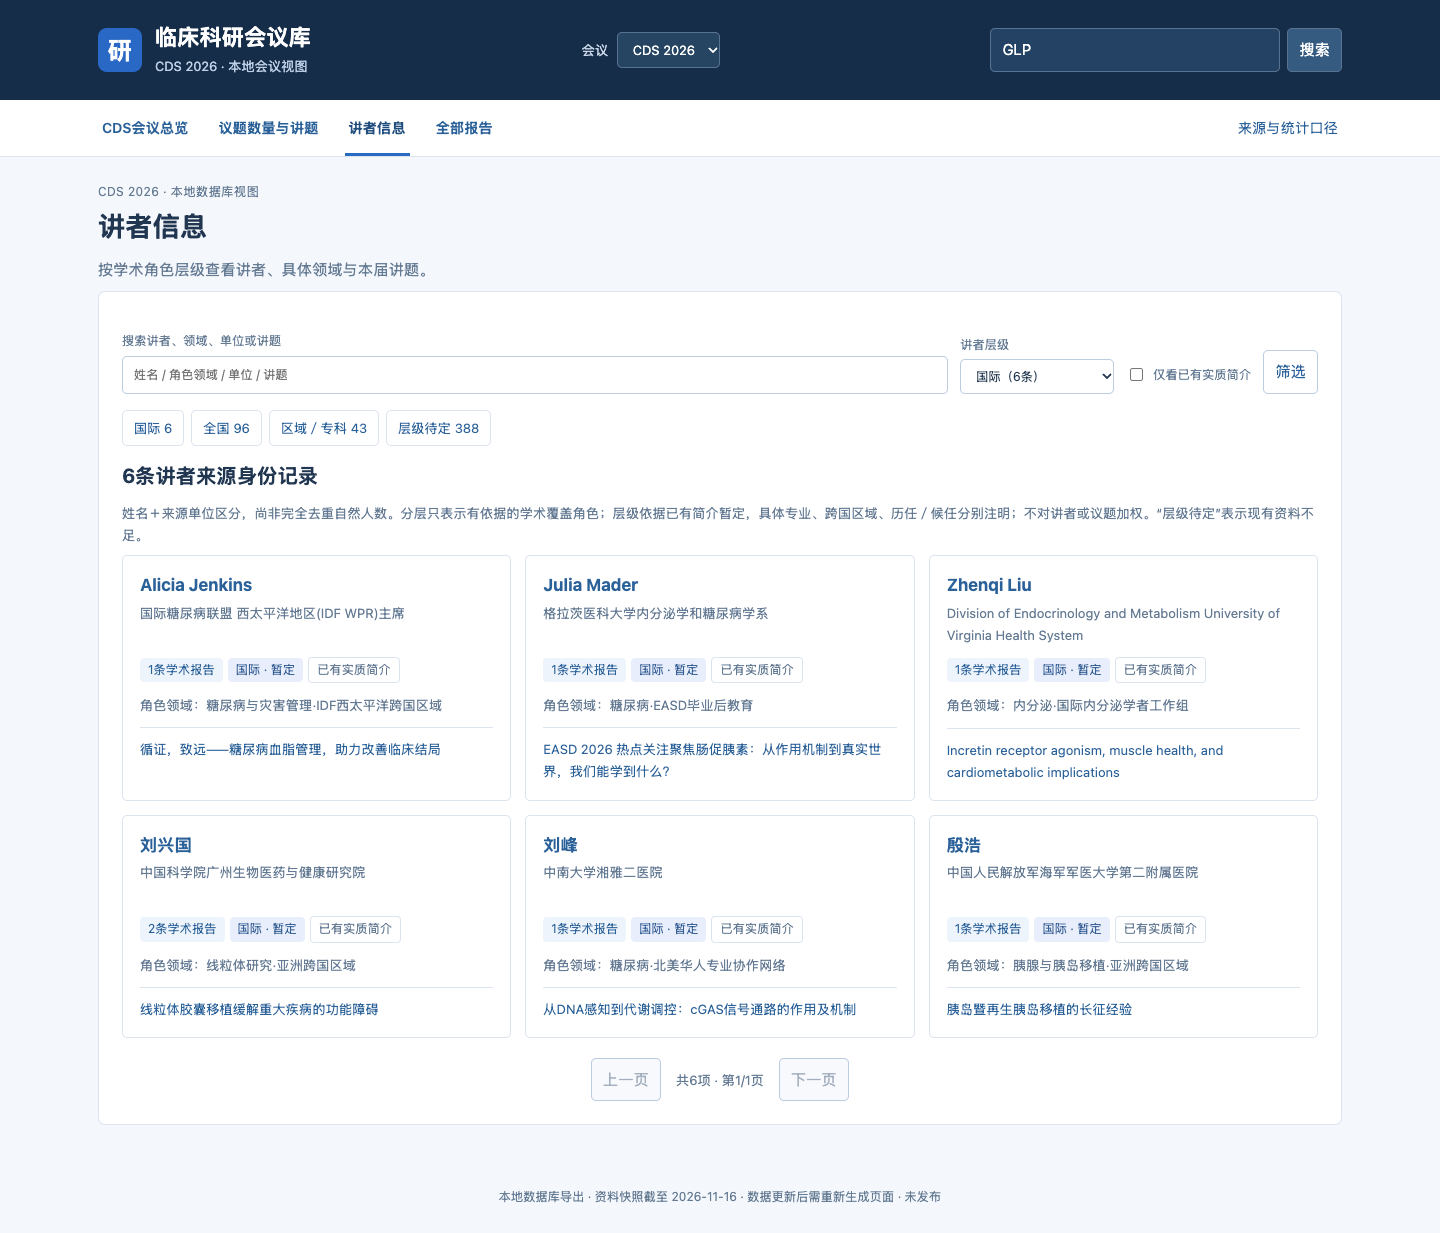 研
临床科研会议库
CDS 2026 · 本地会议视图
会议
CDS 2026
GLP
搜索
CDS会议总览
议题数量与讲题
讲者信息
全部报告
来源与统计口径
CDS 2026 · 本地数据库视图
讲者信息
按学术角色层级查看讲者、具体领域与本届讲题。
搜索讲者、领域、单位或讲题
姓名 / 角色领域 / 单位 / 讲题
讲者层级
国际（6条）
仅看已有实质简介
筛选
国际 6
全国 96
区域 / 专科 43
层级待定 388
6条讲者来源身份记录
姓名＋来源单位区分，尚非完全去重自然人数。分层只表示有依据的学术覆盖角色；层级依据已有简介暂定，具体专业、跨国区域、历任 / 候任分别注明；不对讲者或议题加权。“层级待定”表示现有资料不
足。
Alicia Jenkins
国际糖尿病联盟 西太平洋地区(IDF WPR)主席
1条学术报告
国际 · 暂定
已有实质简介
角色领域：糖尿病与灾害管理·IDF西太平洋跨国区域
循证，致远——糖尿病血脂管理，助力改善临床结局
Julia Mader
格拉茨医科大学内分泌学和糖尿病学系
1条学术报告
国际 · 暂定
已有实质简介
角色领域：糖尿病·EASD毕业后教育
EASD 2026 热点关注聚焦肠促胰素：从作用机制到真实世
界，我们能学到什么?
Zhenqi Liu
Division of Endocrinology and Metabolism University of
Virginia Health System
1条学术报告
国际 · 暂定
已有实质简介
角色领域：内分泌·国际内分泌学者工作组
Incretin receptor agonism, muscle health, and
cardiometabolic implications
刘兴国
中国科学院广州生物医药与健康研究院
2条学术报告
国际 · 暂定
已有实质简介
角色领域：线粒体研究·亚洲跨国区域
线粒体胶囊移植缓解重大疾病的功能障碍
刘峰
中南大学湘雅二医院
1条学术报告
国际 · 暂定
已有实质简介
角色领域：糖尿病·北美华人专业协作网络
从DNA感知到代谢调控：cGAS信号通路的作用及机制
殷浩
中国人民解放军海军军医大学第二附属医院
1条学术报告
国际 · 暂定
已有实质简介
角色领域：胰腺与胰岛移植·亚洲跨国区域
胰岛暨再生胰岛移植的长征经验
上一页
共6项 · 第1/1页
下一页
本地数据库导出 · 资料快照截至 2026-11-16 · 数据更新后需重新生成页面 · 未发布